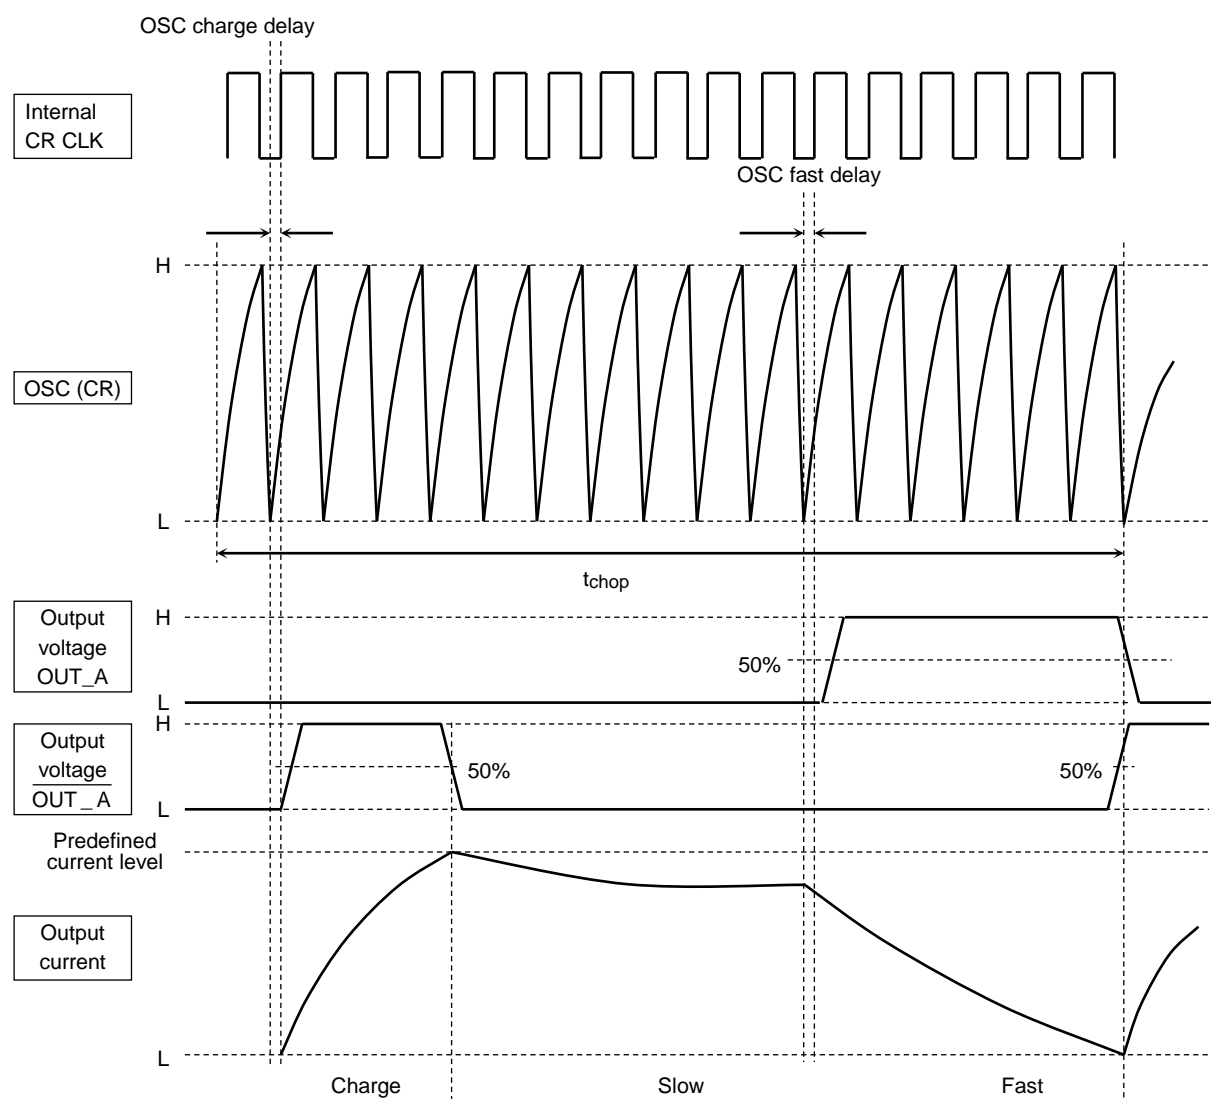 OSC charge delay
Internal
CR CLK
OSC fast delay
H
OSC (CR)
L
tchop
Output
voltage
OUT_A
H
50%
L
H
Output
voltage
OUT_A
50%
50%
L
Predefined
current level
Output
current
L
Charge
Slow
Fast